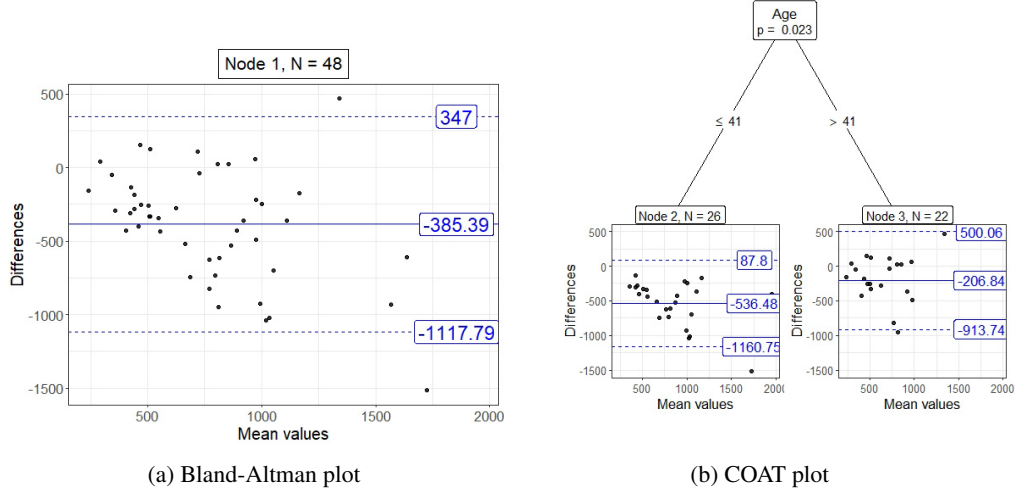 Node 1, N = 48
500
0
-500
-1000
-1500
Differences
347
-385.39
-1117.79
500
1000
1500
2000
Mean values
(a) Bland-Altman plot
Age
p = 0.023
≤ 41
> 41
Node 2, N = 26
500
0
-500
-1000
-1500
Differences
87.8
-536.48
-1160.75
500
1000
1500
2000
Mean values
Node 3, N = 22
500
0
-500
-1000
-1500
Differences
500.06
-206.84
-913.74
500
1000
1500
2000
Mean values
(b) COAT plot